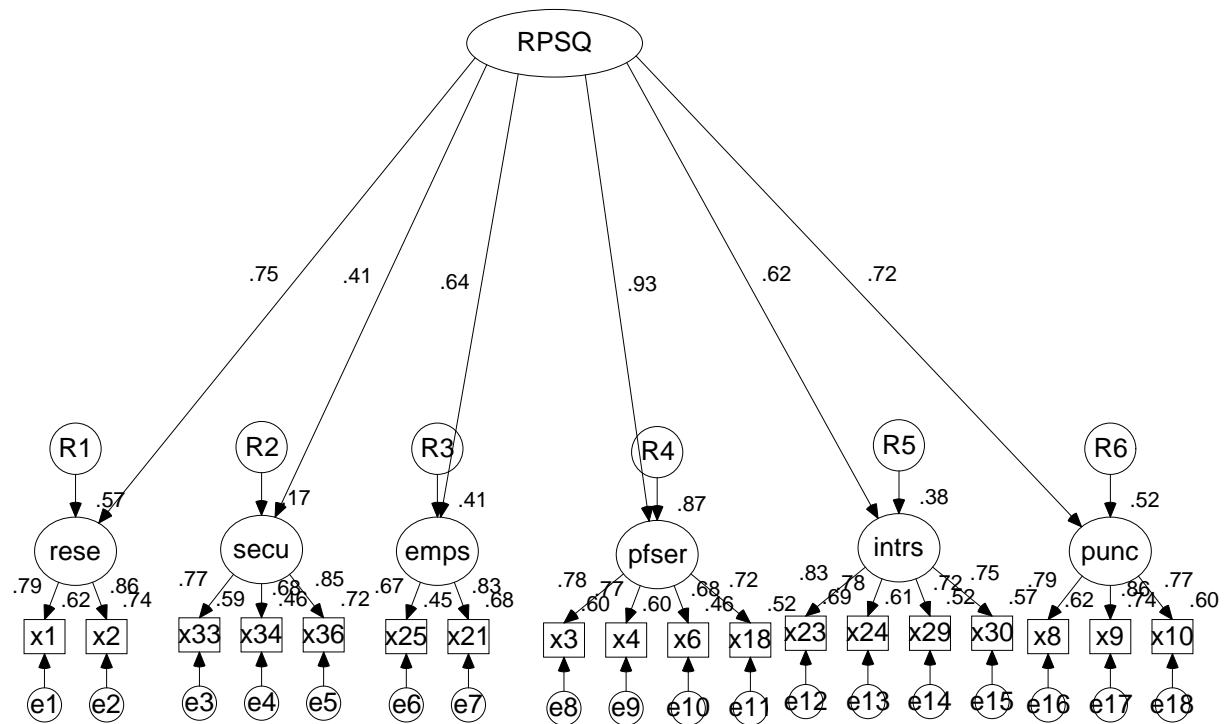 RPSQ
.75 .41 .64 .93 .62 .72
R1 R2 R3 R4 R5 R6
.57 .17 .41 .87 .38 .52
rese secu emps pfser intrs punc
.79 .86 .77 .68 .85 .67 .83 .78 .77 .68 .72 .83 .78 .72 .75 .79 .86 .77
.62 .74 .59 .46 .72 .45 .68 .60 .60 .46 .52 .69 .61 .52 .57 .62 .74 .60
x1 x2 x33 x34 x36 x25 x21 x3 x4 x6 x18 x23 x24 x29 x30 x8 x9 x10
e1 e2 e3 e4 e5 e6 e7 e8 e9 e10 e11 e12 e13 e14 e15 e16 e17 e18